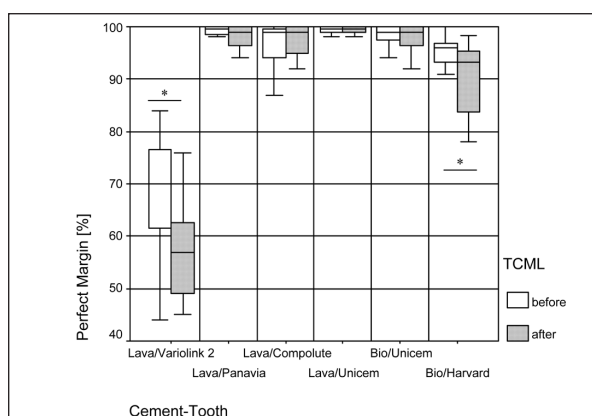 100
90
80
70
60
50
40
Perfect Margin [%]
*
*
TCML
before
after
Lava/Variolink 2
Lava/Compolute
Bio/Unicem
Lava/Panavia
Lava/Unicem
Bio/Harvard
Cement-Tooth